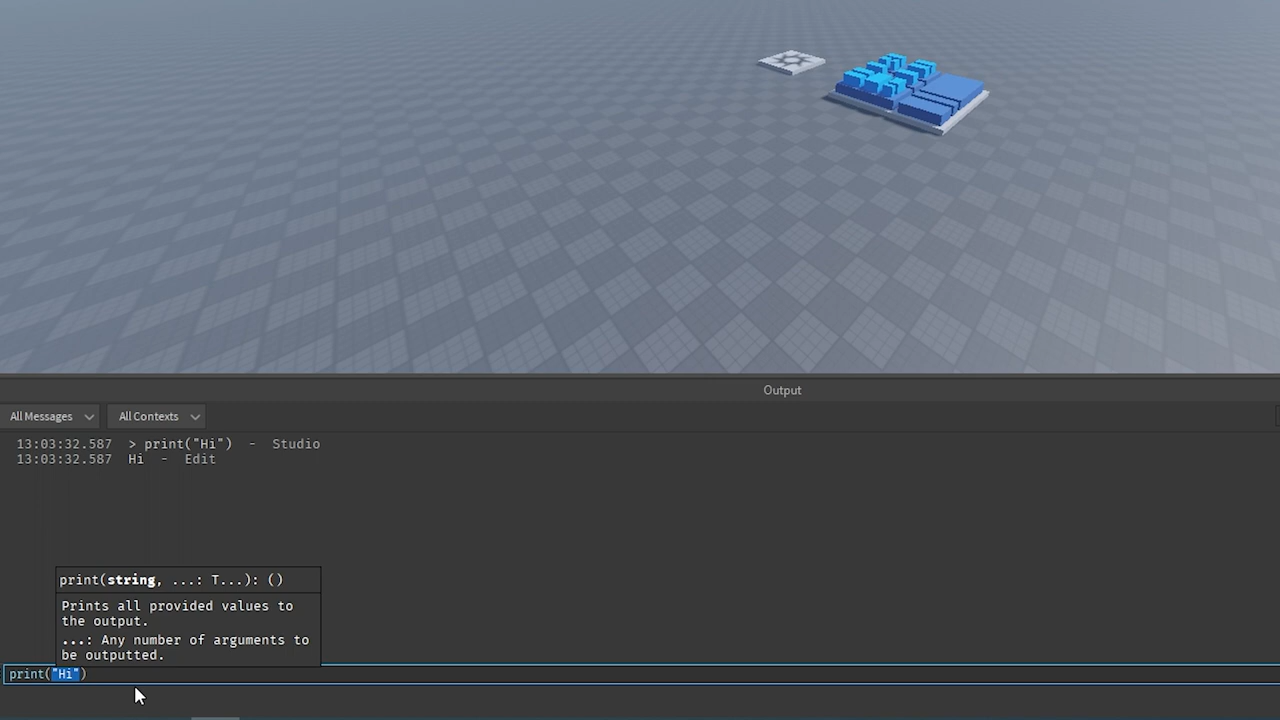 Output
All Messages
All Contexts
13:03:32.587 > print("Hi") - Studio
13:03:32.587 Hi - Edit
print(string, ...: T...): ()
Prints all provided values to
the output.
...: Any number of arguments to
be outputted.
print("Hi")